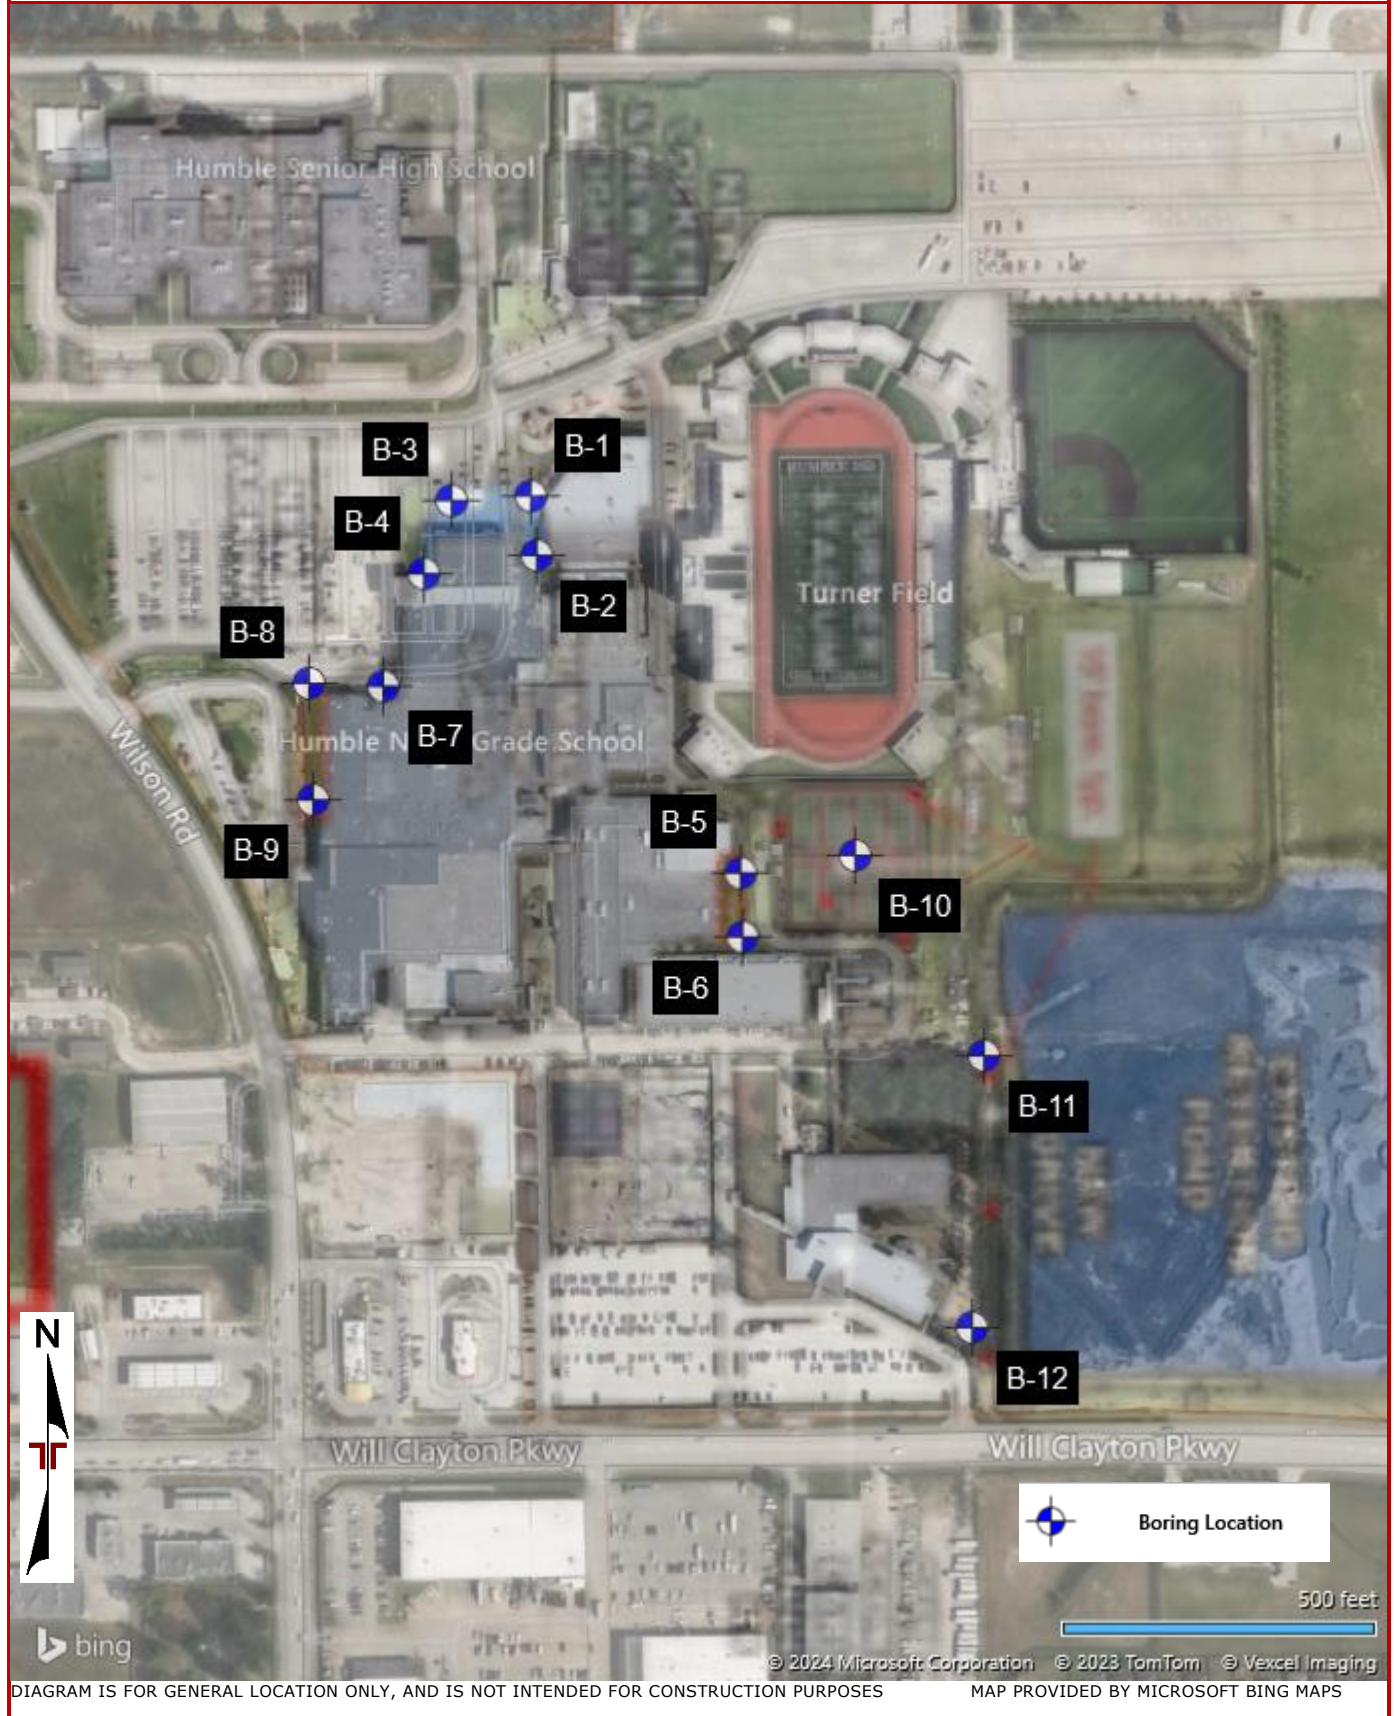 Humble Senior High School
B-3
B-1
B-4
HUMBLE ISD
Turner Field
B-2
B-8
B-7
Humble N
Grade School
Wilson Rd
B-5
B-9
B-10
B-6
B-11
B-12
N
Will Clayton Pkwy
Will Clayton Pkwy
Boring Location
500 feet
bing
© 2024 Microsoft Corporation © 2023 TomTom © Vexcel Imaging
DIAGRAM IS FOR GENERAL LOCATION ONLY, AND IS NOT INTENDED FOR CONSTRUCTION PURPOSES
MAP PROVIDED BY MICROSOFT BING MAPS